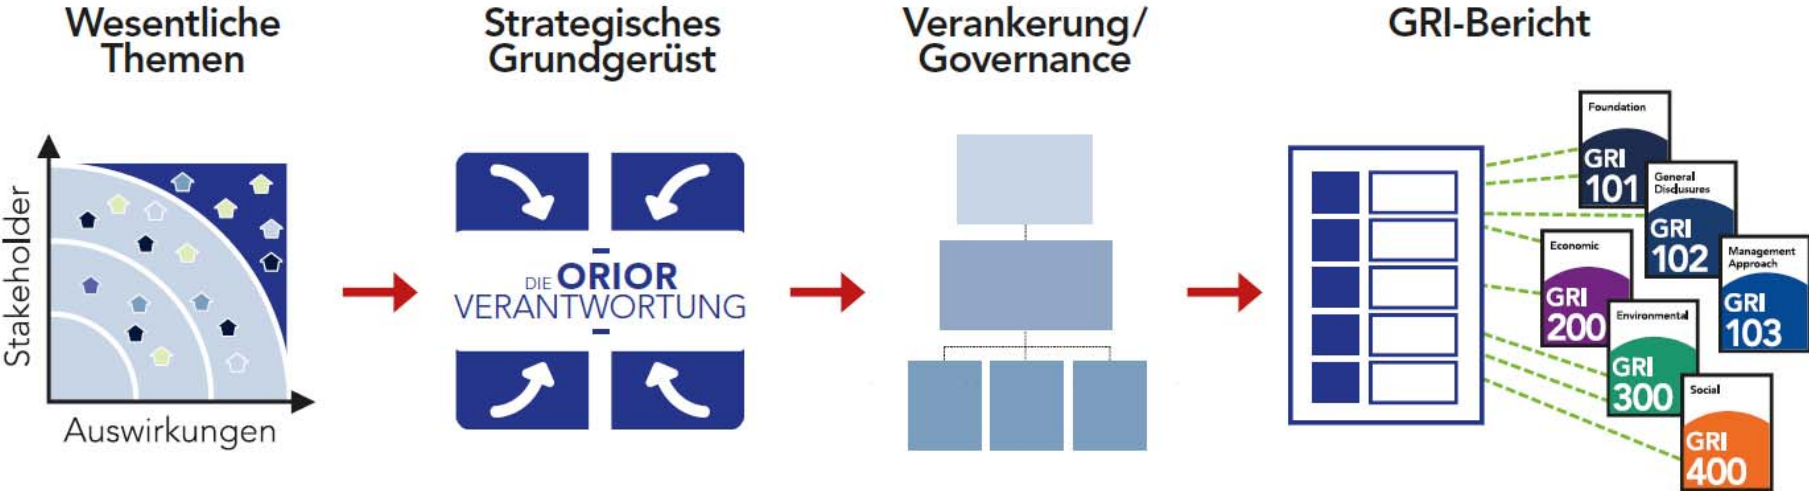 Wesentliche
Themen
Strategisches
Grundgerüst
Verankerung/
Governance
GRI-Bericht
Stakeholder
Auswirkungen
DIE ORIOR
VERANTWORTUNG
Foundation
GRI
101
General
Disclusures
GRI
102
Management
Approach
GRI
103
Economic
GRI
200
Environmental
GRI
300
Social
GRI
400